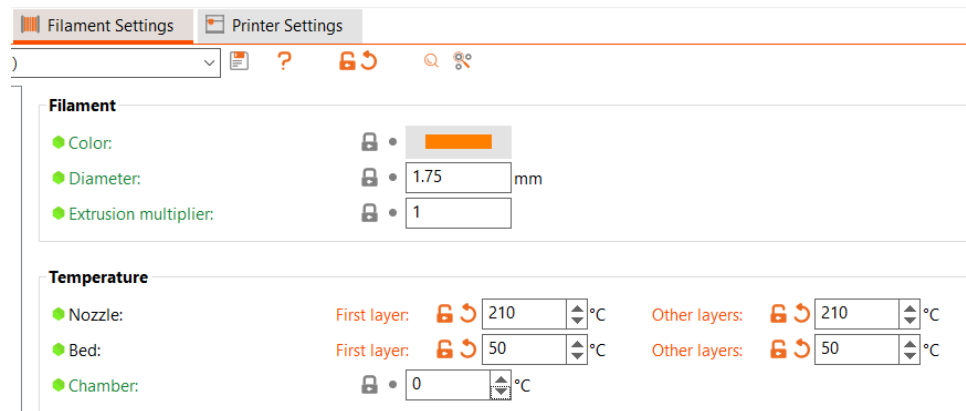 Filament Settings Printer Settings
) ?
Filament
Color:
Diameter: 1.75 mm
Extrusion multiplier: 1
Temperature
Nozzle: First layer: 210 °C Other layers: 210 °C
Bed: First layer: 50 °C Other layers: 50 °C
Chamber: 0 °C